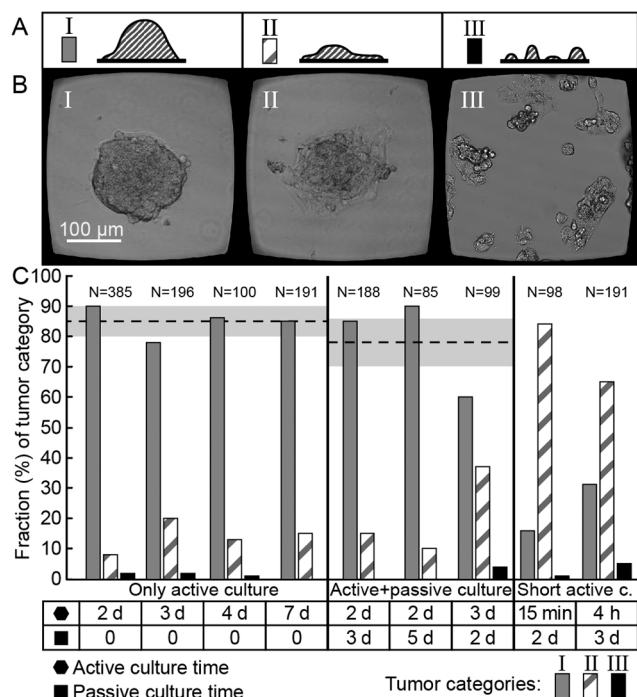 A I II III
B I II III
100 µm
C
Fraction (%) of tumor category
100
90
80
70
60
50
40
30
20
10
0
N=385 N=196 N=100 N=191 N=188 N=85 N=99 N=98 N=191
Only active culture Active+passive culture Short active c.
2 d 3 d 4 d 7 d 2 d 2 d 3 d 15 min 4 h
0 0 0 0 3 d 5 d 2 d 2 d 3 d
Active culture time
Passive culture time
Tumor categories: I II III